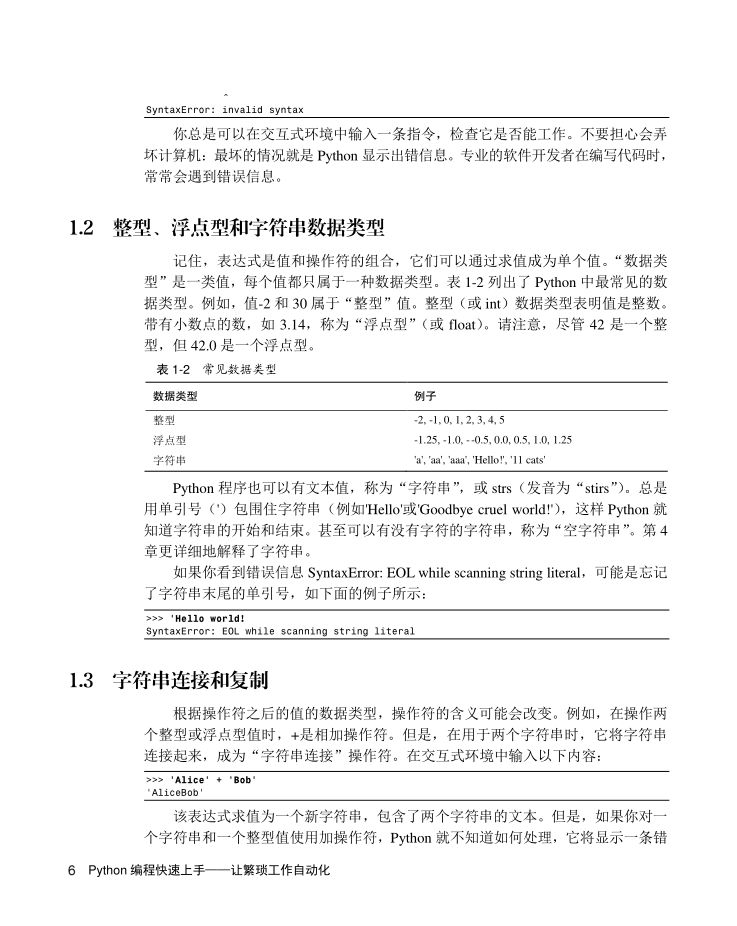 ^
SyntaxError: invalid syntax
你总是可以在交互式环境中输入一条指令，检查它是否能工作。不要担心会弄
坏计算机：最坏的情况就是 Python 显示出错信息。专业的软件开发者在编写代码时，
常常会遇到错误信息。
1.2 整型、浮点型和字符串数据类型
记住，表达式是值和操作符的组合，它们可以通过求值成为单个值。“数据类
型”是一类值，每个值都只属于一种数据类型。表 1-2 列出了 Python 中最常见的数
据类型。例如，值-2 和 30 属于“整型”值。整型（或 int）数据类型表明值是整数。
带有小数点的数，如 3.14，称为“浮点型”（或 float）。请注意，尽管 42 是一个整
型，但 42.0 是一个浮点型。
表 1-2 常见数据类型
数据类型 例子
整型 -2, -1, 0, 1, 2, 3, 4, 5
浮点型 -1.25, -1.0, - -0.5, 0.0, 0.5, 1.0, 1.25
字符串 'a', 'aa', 'aaa', 'Hello!', '11 cats'
Python 程序也可以有文本值，称为“字符串”，或 strs（发音为“stirs”）。总是
用单引号（'）包围住字符串（例如'Hello'或'Goodbye cruel world!'），这样 Python 就
知道字符串的开始和结束。甚至可以有没有字符的字符串，称为“空字符串”。第 4
章更详细地解释了字符串。
如果你看到错误信息 SyntaxError: EOL while scanning string literal，可能是忘记
了字符串末尾的单引号，如下面的例子所示：
>>> 'Hello world!
SyntaxError: EOL while scanning string literal
1.3 字符串连接和复制
根据操作符之后的值的数据类型，操作符的含义可能会改变。例如，在操作两
个整型或浮点型值时，+是相加操作符。但是，在用于两个字符串时，它将字符串
连接起来，成为“字符串连接”操作符。在交互式环境中输入以下内容：
>>> 'Alice' + 'Bob'
'AliceBob'
该表达式求值为一个新字符串，包含了两个字符串的文本。但是，如果你对一
个字符串和一个整型值使用加操作符，Python 就不知道如何处理，它将显示一条错
6 Python 编程快速上手——让繁琐工作自动化